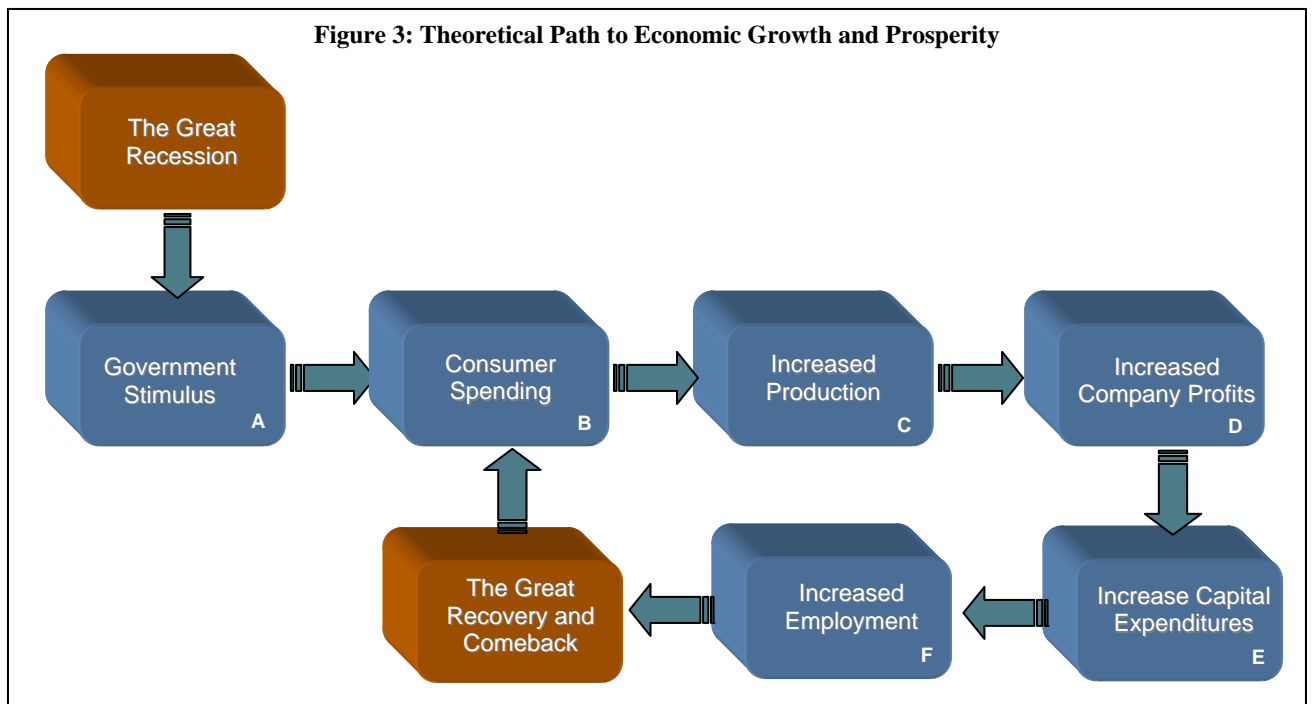 Figure 3: Theoretical Path to Economic Growth and Prosperity
The Great
Recession
Government
Stimulus
A
Consumer
Spending
B
Increased
Production
C
Increased
Company Profits
D
Increase Capital
Expenditures
E
Increased
Employment
F
The Great
Recovery and
Comeback